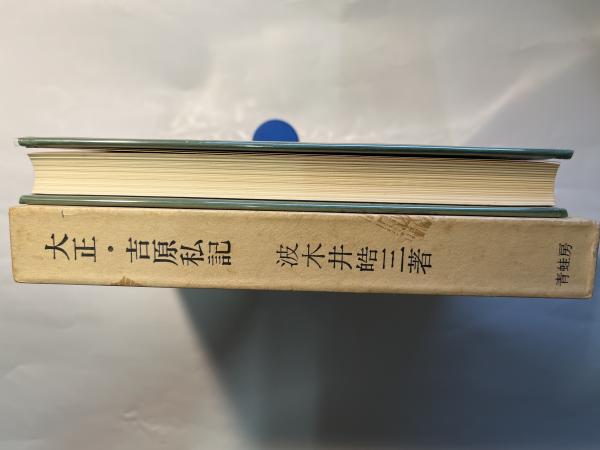 大正・吉原私記
波木井皓三著
青蛙房